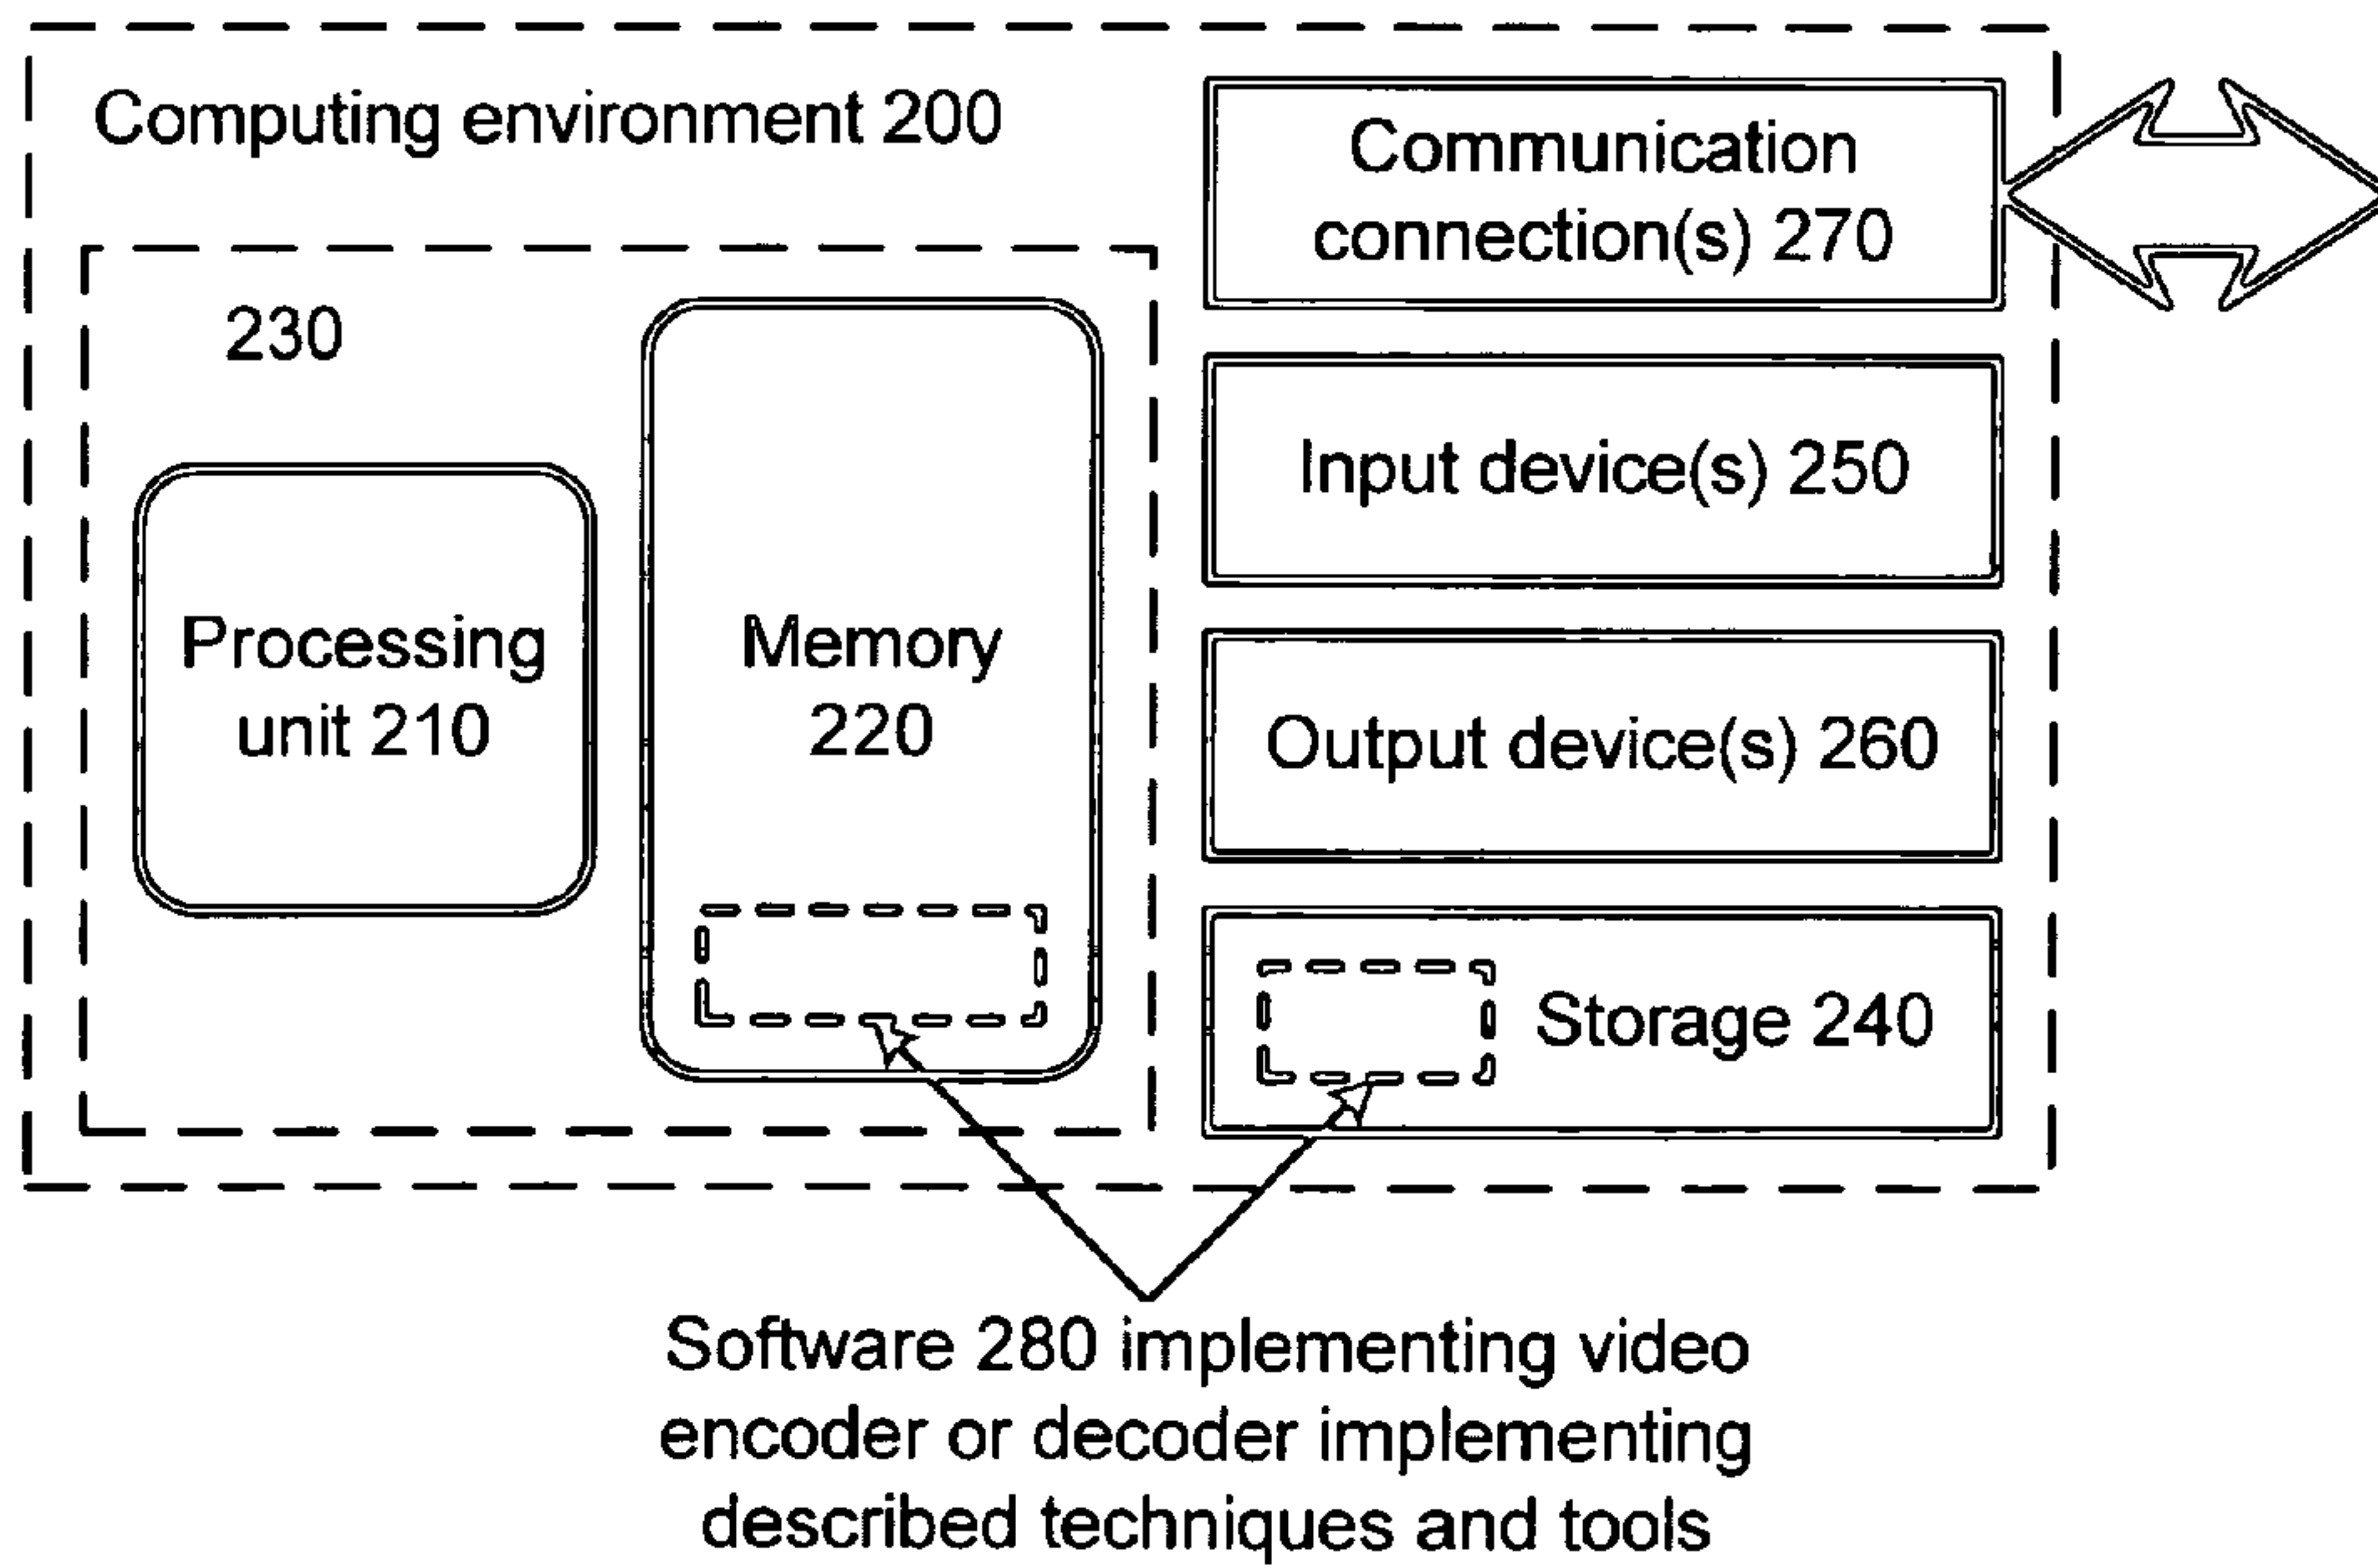 Computing environment 200
Communication
connection(s) 270
230
Input device(s) 250
Processing
unit 210
Memory
220
Output device(s) 260
Storage 240
Software 280 implementing video
encoder or decoder implementing
described techniques and tools